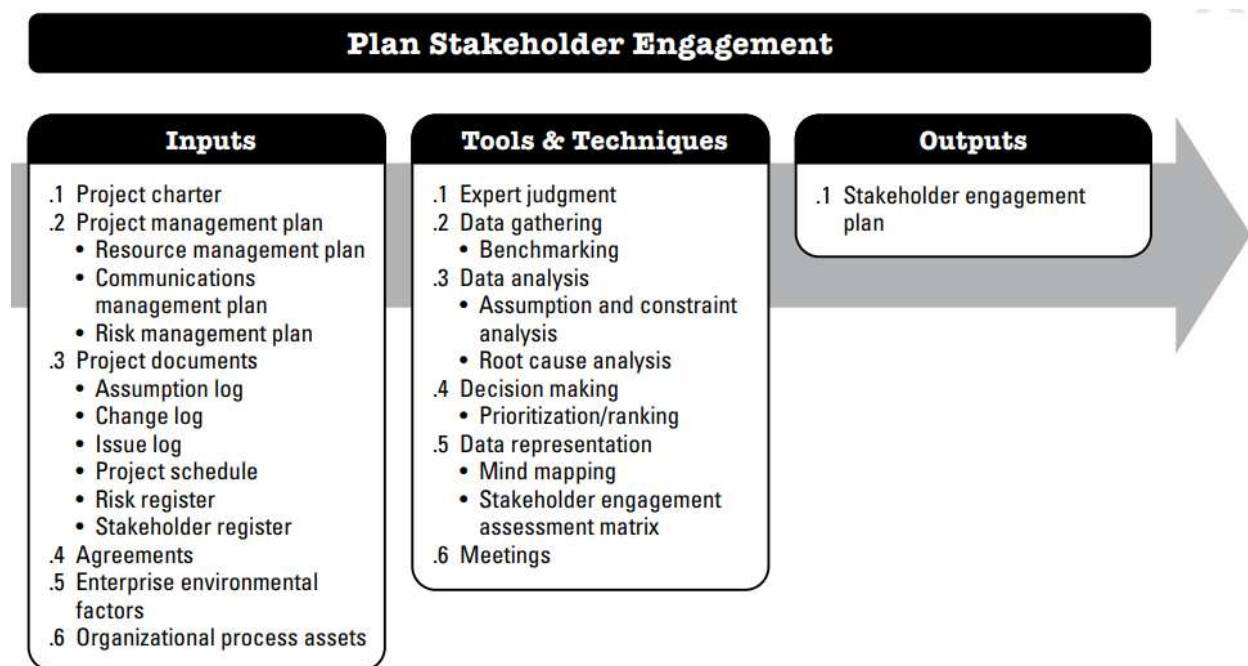 Plan Stakeholder Engagement
Inputs
.1 Project charter
.2 Project management plan
• Resource management plan
• Communications
management plan
• Risk management plan
.3 Project documents
• Assumption log
• Change log
• Issue log
• Project schedule
• Risk register
• Stakeholder register
.4 Agreements
.5 Enterprise environmental
factors
.6 Organizational process assets
Tools & Techniques
.1 Expert judgment
.2 Data gathering
• Benchmarking
.3 Data analysis
• Assumption and constraint
analysis
• Root cause analysis
.4 Decision making
• Prioritization/ranking
.5 Data representation
• Mind mapping
• Stakeholder engagement
assessment matrix
.6 Meetings
Outputs
.1 Stakeholder engagement
plan